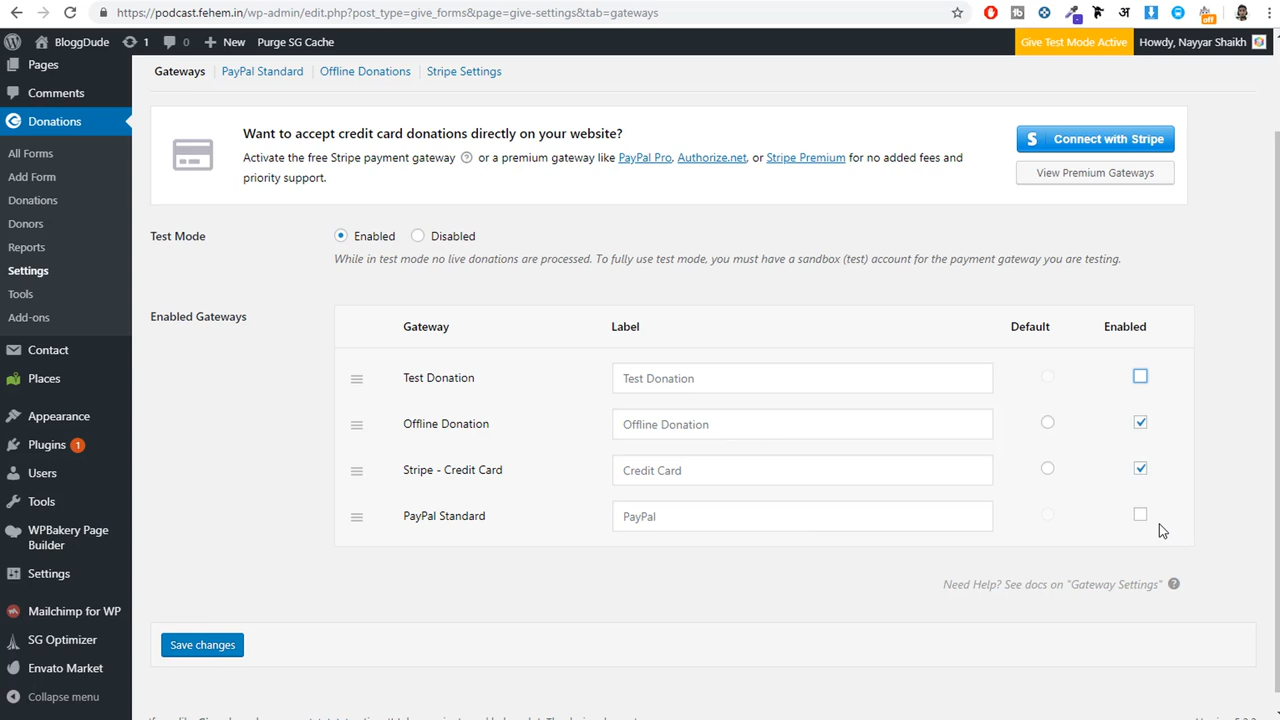 https://podcast.fehem.in/wp-admin/edit.php?post_type=give_forms&page=give-settings&tab=gateways
off
BloggDude 1 0 New Purge SG Cache Give Test Mode Active Howdy, Nayyar Shaikh
Pages
Comments
Donations
All Forms
Add Form
Donations
Donors
Reports
Settings
Tools
Add-ons
Contact
Places
Appearance
Plugins 1
Users
Tools
WPBakery Page
Builder
Settings
Mailchimp for WP
SG Optimizer
Envato Market
Collapse menu
Gateways | PayPal Standard | Offline Donations | Stripe Settings
Want to accept credit card donations directly on your website?
Activate the free Stripe payment gateway ? or a premium gateway like PayPal Pro, Authorize.net, or Stripe Premium for no added fees and
priority support.
S Connect with Stripe
View Premium Gateways
Test Mode Enabled Disabled
While in test mode no live donations are processed. To fully use test mode, you must have a sandbox (test) account for the payment gateway you are testing.
Enabled Gateways
Gateway Label Default Enabled
Test Donation Test Donation
Offline Donation Offline Donation
Stripe - Credit Card Credit Card
PayPal Standard PayPal
Need Help? See docs on "Gateway Settings" ?
Save changes